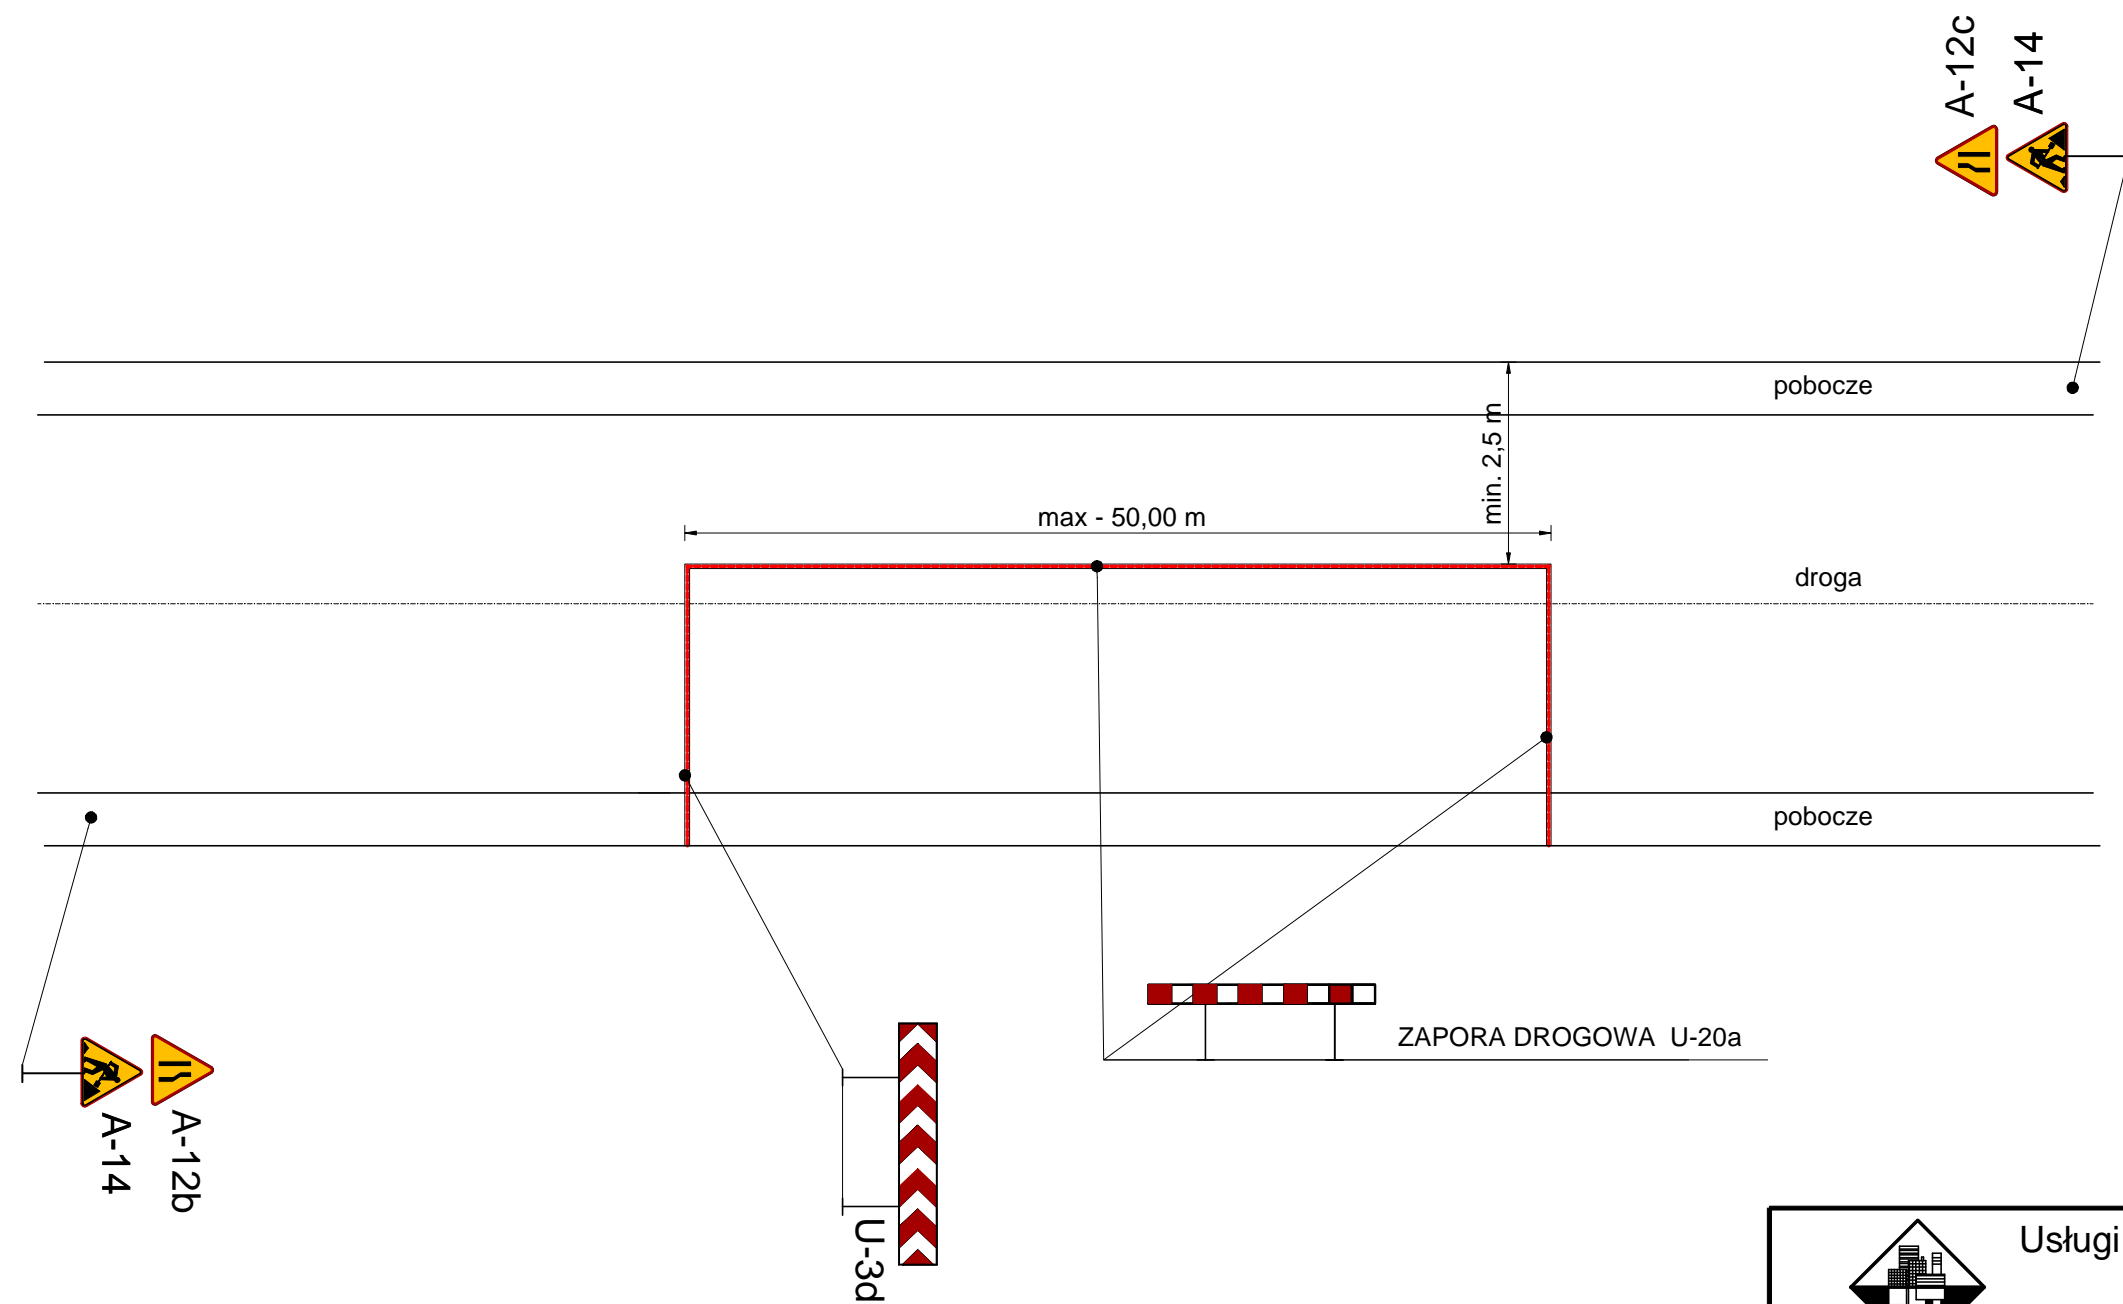 A-12c
A-14
pobocze
min. 2,5 m
max - 50,00 m
droga
pobocze
ZAPORA DROGOWA U-20a
A-14
A-12b
U-3d
Usługi